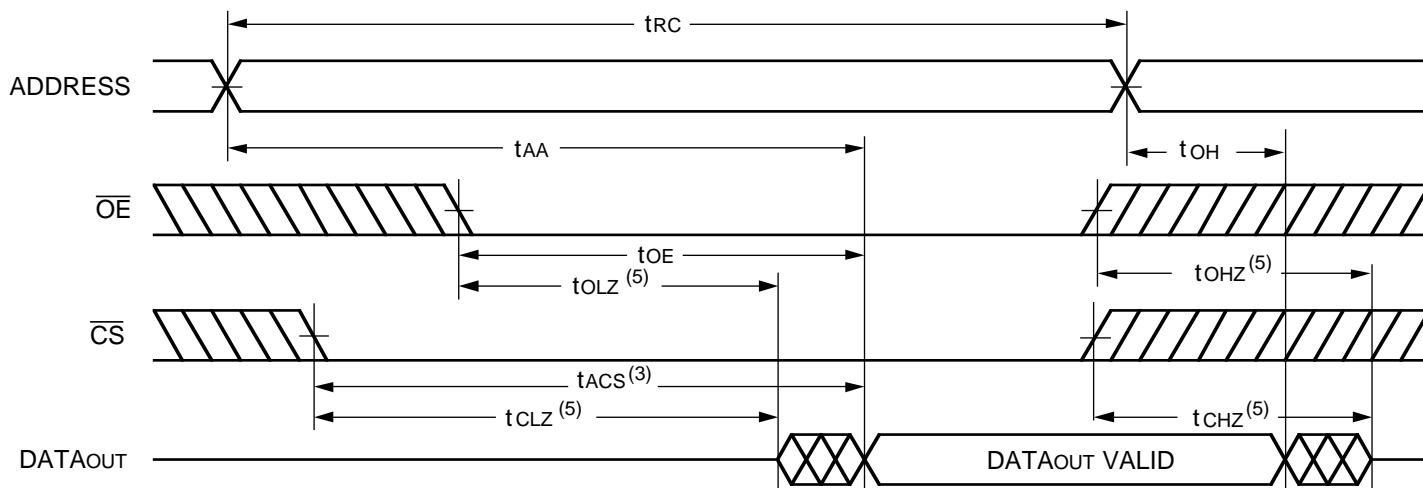 tRC
ADDRESS
tAA
tOH
OE
tOE
tOLZ (5)
tOHZ (5)
CS
tACS (3)
tCLZ (5)
tCHZ (5)
DATAOUT
DATAOUT VALID